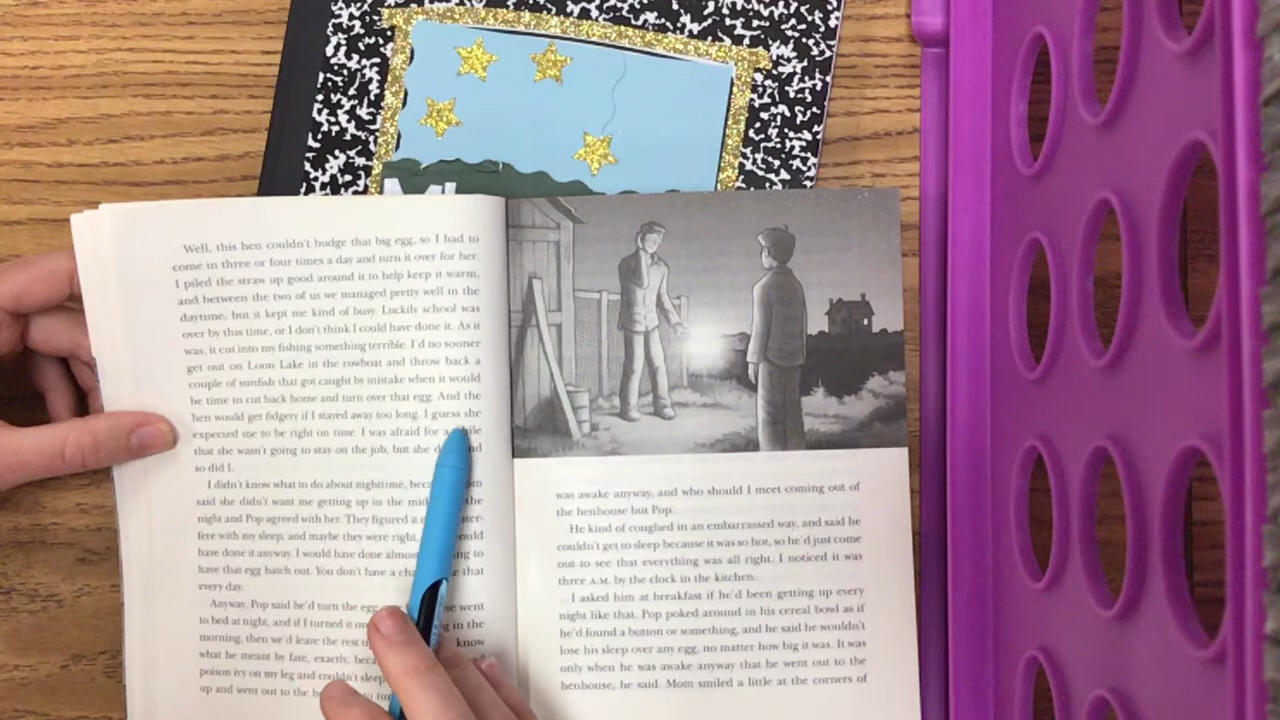 Well, this hen couldn't budge that big egg, so I had to
come in three or four times a day and turn it over for her.
I piled the straw up good around it to help keep it warm,
and between the two of us we managed pretty well in the
daytime, but it kept me kind of busy. Luckily school was
over by this time, or I don't think I could have done it. As it
was, it cut into my fishing something terrible. I'd no sooner
get out on Loon Lake in the rowboat and throw back a
couple of sunfish that got caught by mistake when it would
be time to cut back home and turn over that egg. And the
hen would get fidgety if I stayed away too long. I guess she
expected me to be right on time. I was afraid for a while
that she wasn't going to stay on the job, but she
so did I.
I didn't know what to do about nighttime,
said she didn't want me getting up in the the
night and Pop agreed with her. They figured it
fere with my sleep, and maybe they were right,
have done it anyway. I would have done to
have that egg hatch out. You don't have a that
every day.
Anyway, Pop said he'd turn the egg went
to bed at night, and if I turned it in the
morning, then we'd leave the rest know
what he meant by fate, exactly,
poison ivy on my leg and couldn't sleep
up and went out to the
was awake anyway, and who should I meet coming out of
the henhouse but Pop.
He kind of coughed in an embarrassed way, and said he
couldn't get to sleep because it was so hot, so he'd just come
out to see that everything was all right. I noticed it was
three A.M. by the clock in the kitchen.
I asked him at breakfast if he'd been getting up every
night like that. Pop poked around in his cereal bowl as if
he'd found a button or something, and he said he wouldn't
lose his sleep over any egg, no matter how big it was. It was
only when he was awake anyway that he went out to the
henhouse, he said. Mom smiled a little at the corners of